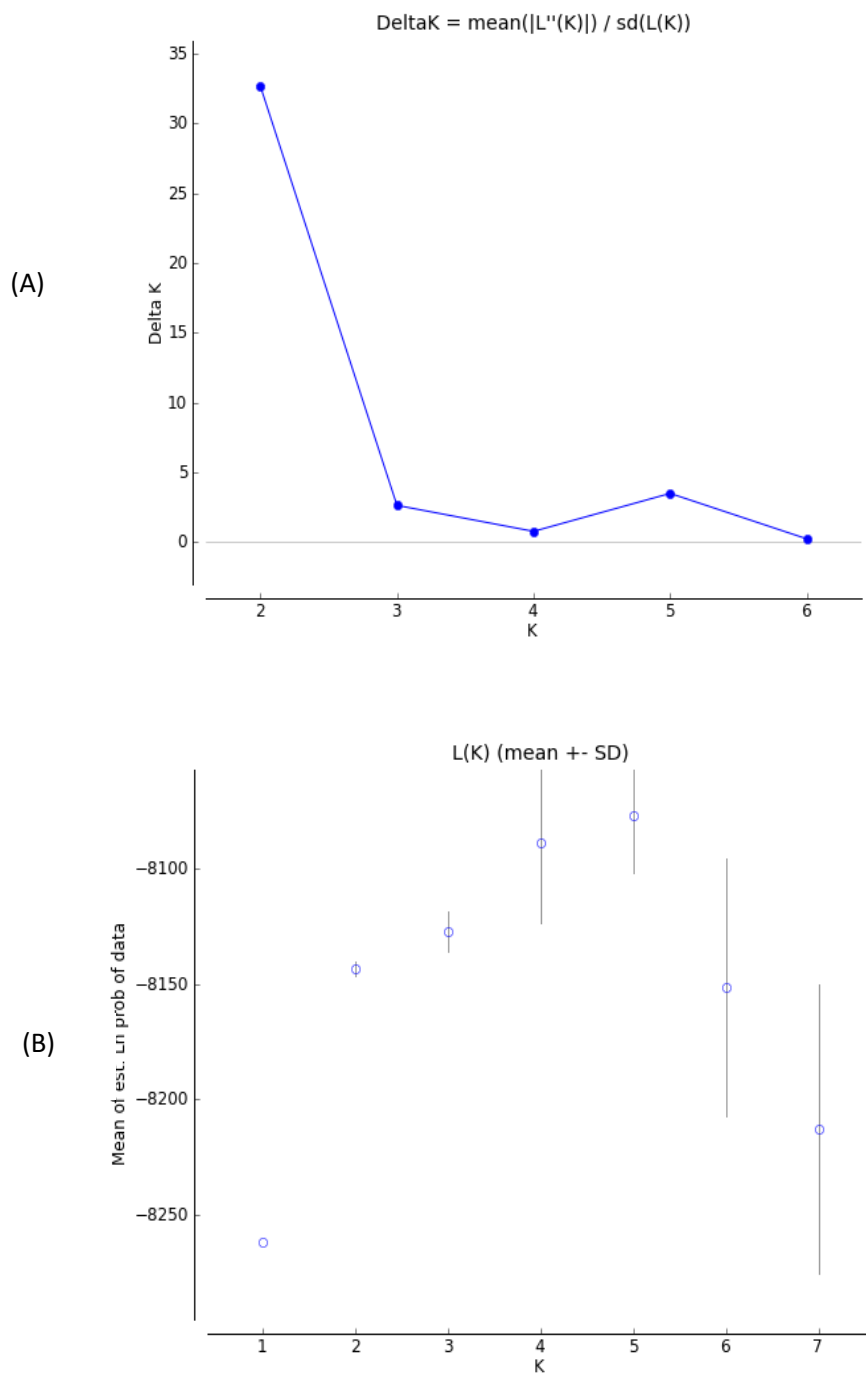 DeltaK = mean(|L''(K)|) / sd(L(K))
35
30
25
20
15
10
5
0
Delta K
(A)
2 3 4 5 6
K
L(K) (mean +- SD)
−8100
−8150
−8200
−8250
Mean of est. Ln prob of data
(B)
1 2 3 4 5 6 7
K